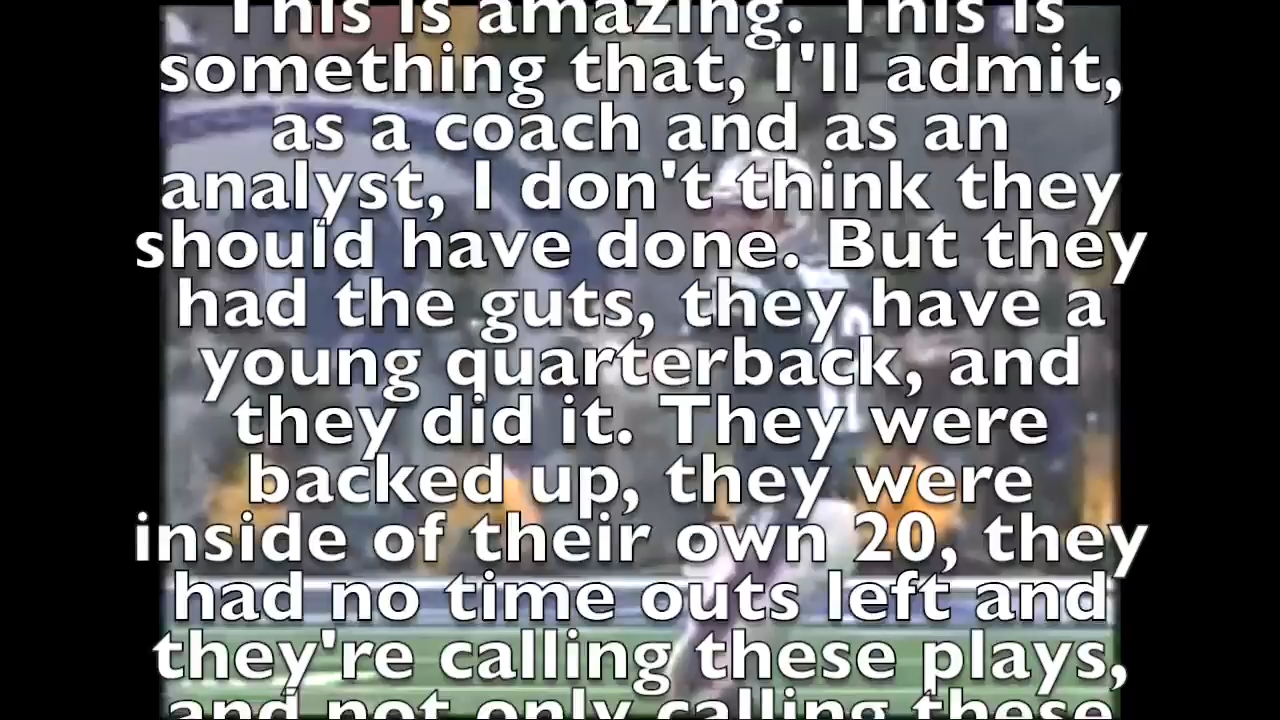 This is amazing. This is
something that, I'll admit,
as a coach and as an
analyst, I don't think they
should have done. But they
had the guts, they have a
young quarterback, and
they did it. They were
backed up, they were
inside of their own 20, they
had no time outs left and
they're calling these plays,
and not only calling these